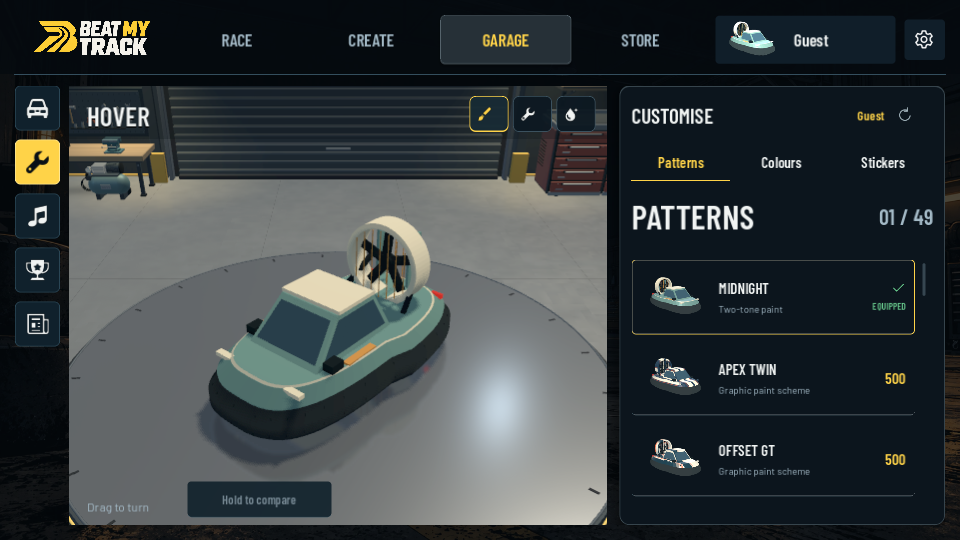 BEAT MY
TRACK
RACE
CREATE
GARAGE
STORE
Guest
HOVER
CUSTOMISE
Guest
Patterns
Colours
Stickers
PATTERNS
01 / 49
MIDNIGHT
Two-tone paint
EQUIPPED
APEX TWIN
Graphic paint scheme
500
OFFSET GT
Graphic paint scheme
500
Hold to compare
Drag to turn